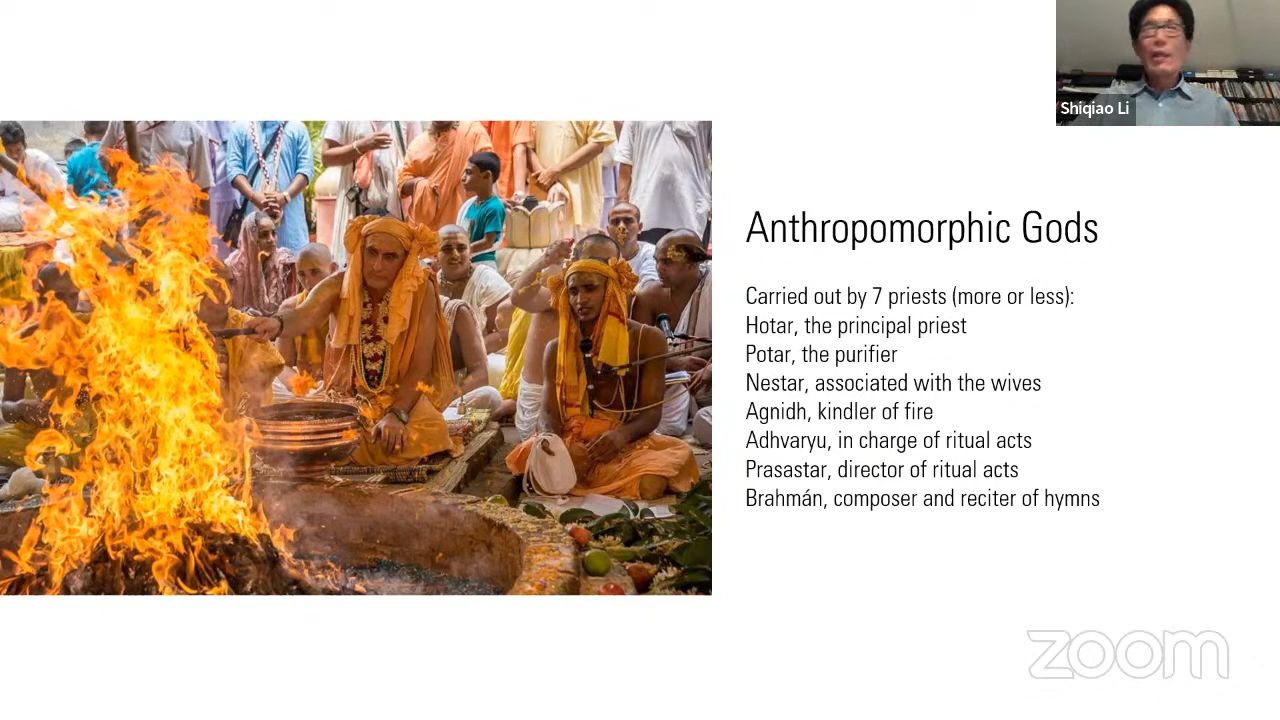 Shiqiao Li
Anthropomorphic Gods
Carried out by 7 priests (more or less):
Hotar, the principal priest
Potar, the purifier
Nestar, associated with the wives
Agnidh, kindler of fire
Adhvaryu, in charge of ritual acts
Prasastar, director of ritual acts
Brahmán, composer and reciter of hymns
zoom